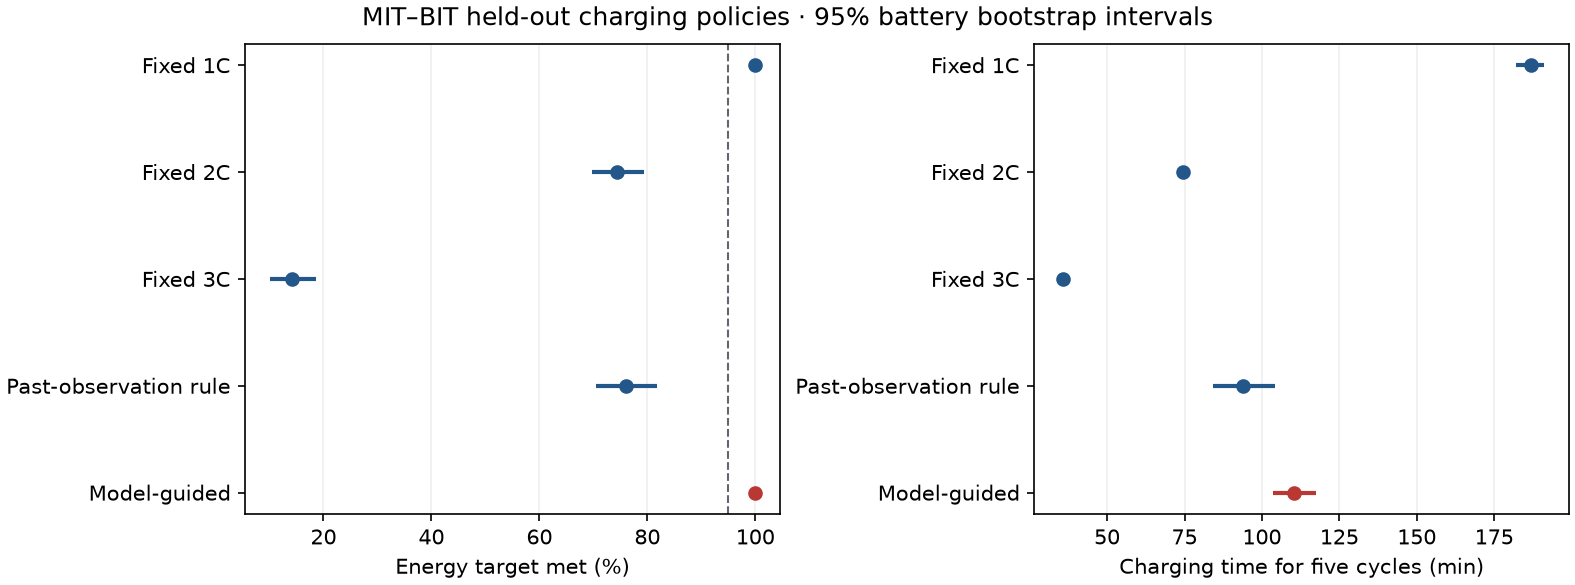 MIT–BIT held-out charging policies · 95% battery bootstrap intervals
Fixed 1C
Fixed 2C
Fixed 3C
Past-observation rule
Model-guided
20 40 60 80 100
Energy target met (%)
Fixed 1C
Fixed 2C
Fixed 3C
Past-observation rule
Model-guided
50 75 100 125 150 175
Charging time for five cycles (min)